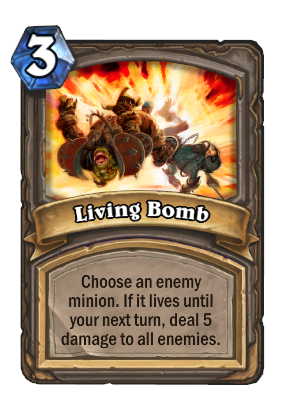 3
Living Bomb
Choose an enemy
minion. If it lives until
your next turn, deal 5
damage to all enemies.